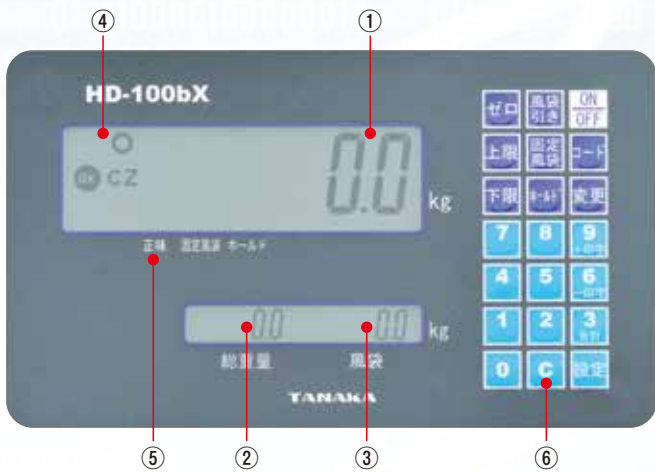 ④ ①
HD-100bX
0.0 kg
OK CZ
正味 固定風袋 ホールド
0.0 0.0 kg
総重量 風袋
TANAKA
ゼロ 風袋引き ON/OFF
上限 固定風袋 コード
下限 ホールド 変更
7 8 9
4 5 6
1 2 3
0 C 設定
⑤ ② ③ ⑥